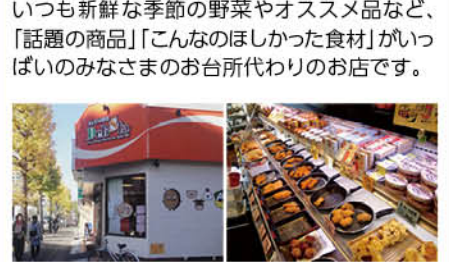 いつも新鮮な季節の野菜やオススメ品など、
「話題の商品」「こんなのほしかった食材」がいっ
ぱいのみなさまのお台所代わりのお店です。